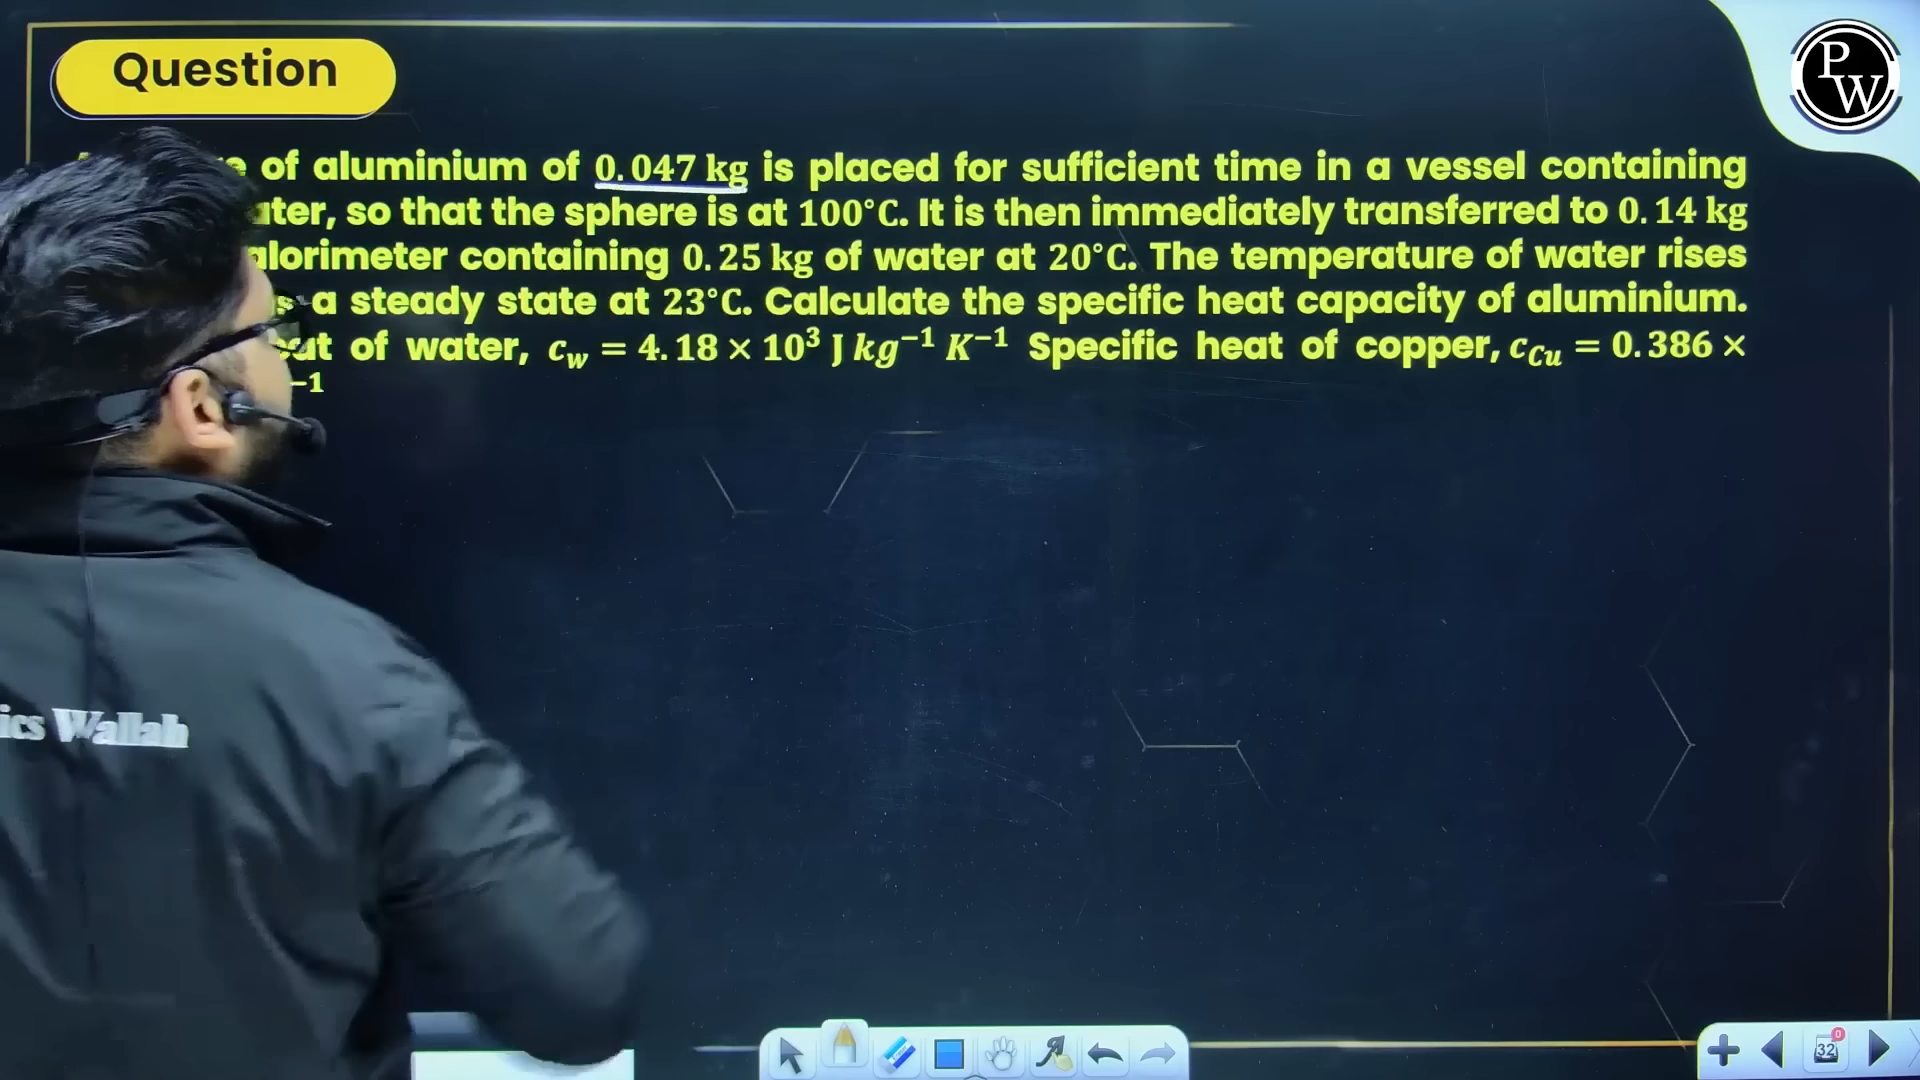 Question
P
W
of aluminium of 0.047 kg is placed for sufficient time in a vessel containing
so that the sphere is at 100°C. It is then immediately transferred to 0.14 kg
containing 0.25 kg of water at 20°C. The temperature of water rises
a steady state at 23°C. Calculate the specific heat capacity of aluminium.
of water, c_w = 4.18 × 10³ J kg⁻¹ K⁻¹ Specific heat of copper, c_Cu = 0.386 ×
⁻¹
Wallah
0
32